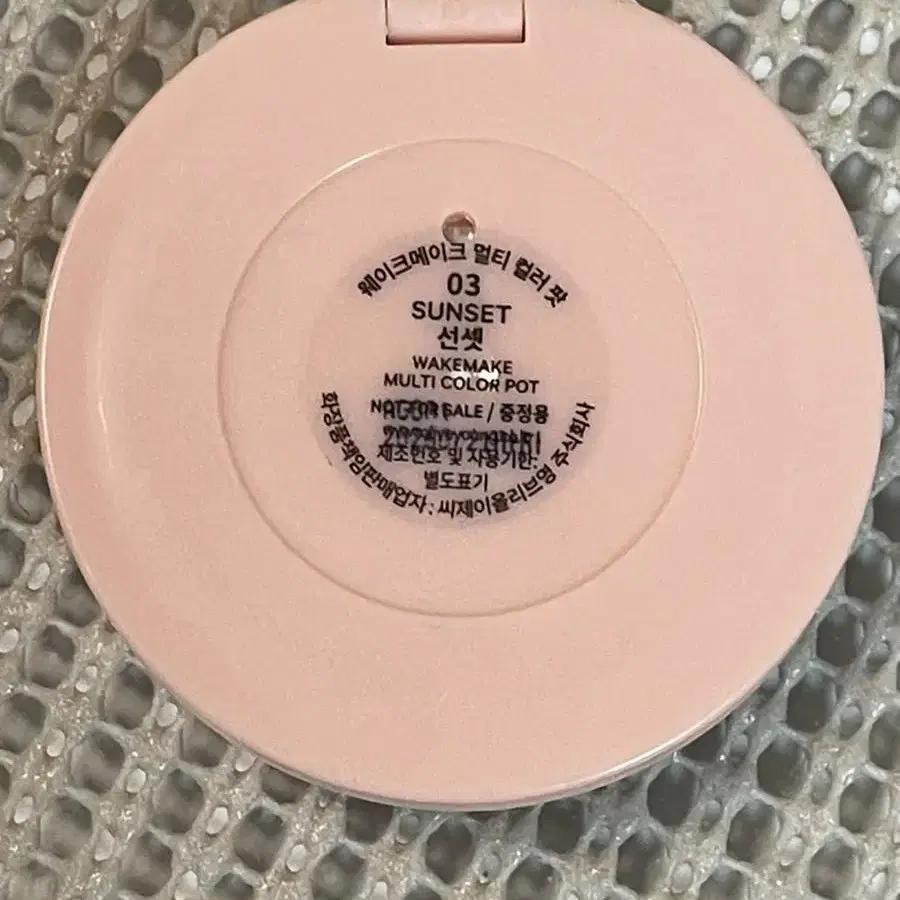 웨이크메이크 멀티 컬러 팟
03
SUNSET
선셋
WAKEMAKE
MULTI COLOR POT
NOT FOR SALE / 증정용
제조번호 및 사용기한:
별도표기
화장품책임판매업자 : 씨제이올리브영 주식회사